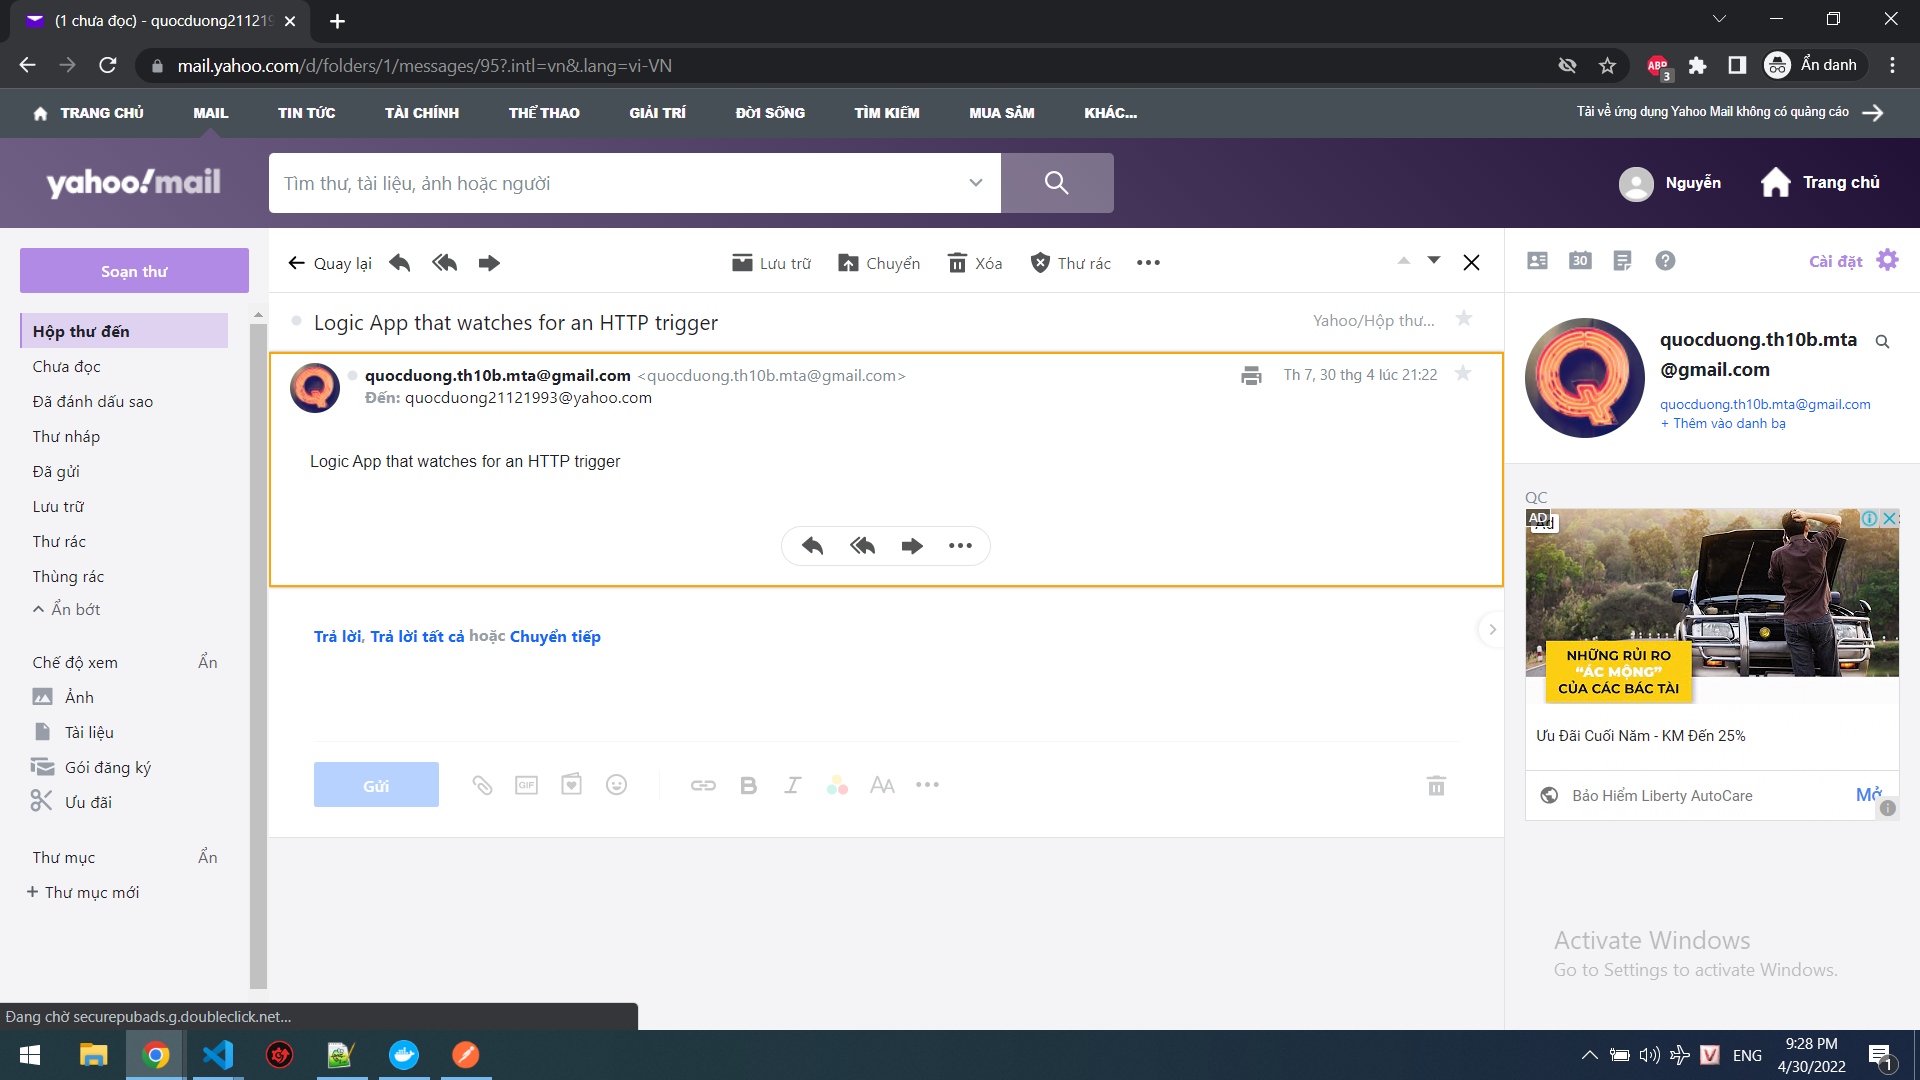 (1 chưa đọc) - quocduong211219
mail.yahoo.com/d/folders/1/messages/95?.intl=vn&.lang=vi-VN
ABP
3
Ẩn danh
TRANG CHỦ
MAIL
TIN TỨC
TÀI CHÍNH
THỂ THAO
GIẢI TRÍ
ĐỜI SỐNG
TÌM KIẾM
MUA SẮM
KHÁC...
Tải về ứng dụng Yahoo Mail không có quảng cáo
yahoo!mail
Tìm thư, tài liệu, ảnh hoặc người
Nguyễn
Trang chủ
Soạn thư
Quay lại
Lưu trữ
Chuyển
Xóa
Thư rác
30
Cài đặt
Hộp thư đến
Chưa đọc
Đã đánh dấu sao
Thư nháp
Đã gửi
Lưu trữ
Thư rác
Thùng rác
Ẩn bớt
Chế độ xem
Ẩn
Ảnh
Tài liệu
Gói đăng ký
Ưu đãi
Thư mục
Ẩn
+ Thư mục mới
Logic App that watches for an HTTP trigger
Yahoo/Hộp thư...
quocduong.th10b.mta@gmail.com <quocduong.th10b.mta@gmail.com>
Th 7, 30 thg 4 lúc 21:22
Đến: quocduong21121993@yahoo.com
Logic App that watches for an HTTP trigger
Trả lời, Trả lời tất cả hoặc Chuyển tiếp
Gửi
GIF
B
I
AA
quocduong.th10b.mta
@gmail.com
quocduong.th10b.mta@gmail.com
+ Thêm vào danh bạ
QC
AD
Ad
NHỮNG RỦI RO
“ÁC MỘNG”
CỦA CÁC BÁC TÀI
Ưu Đãi Cuối Năm - KM Đến 25%
Bảo Hiểm Liberty AutoCare
Mở
Activate Windows
Go to Settings to activate Windows.
Đang chờ securepubads.g.doubleclick.net...
V
ENG
9:28 PM
4/30/2022
1